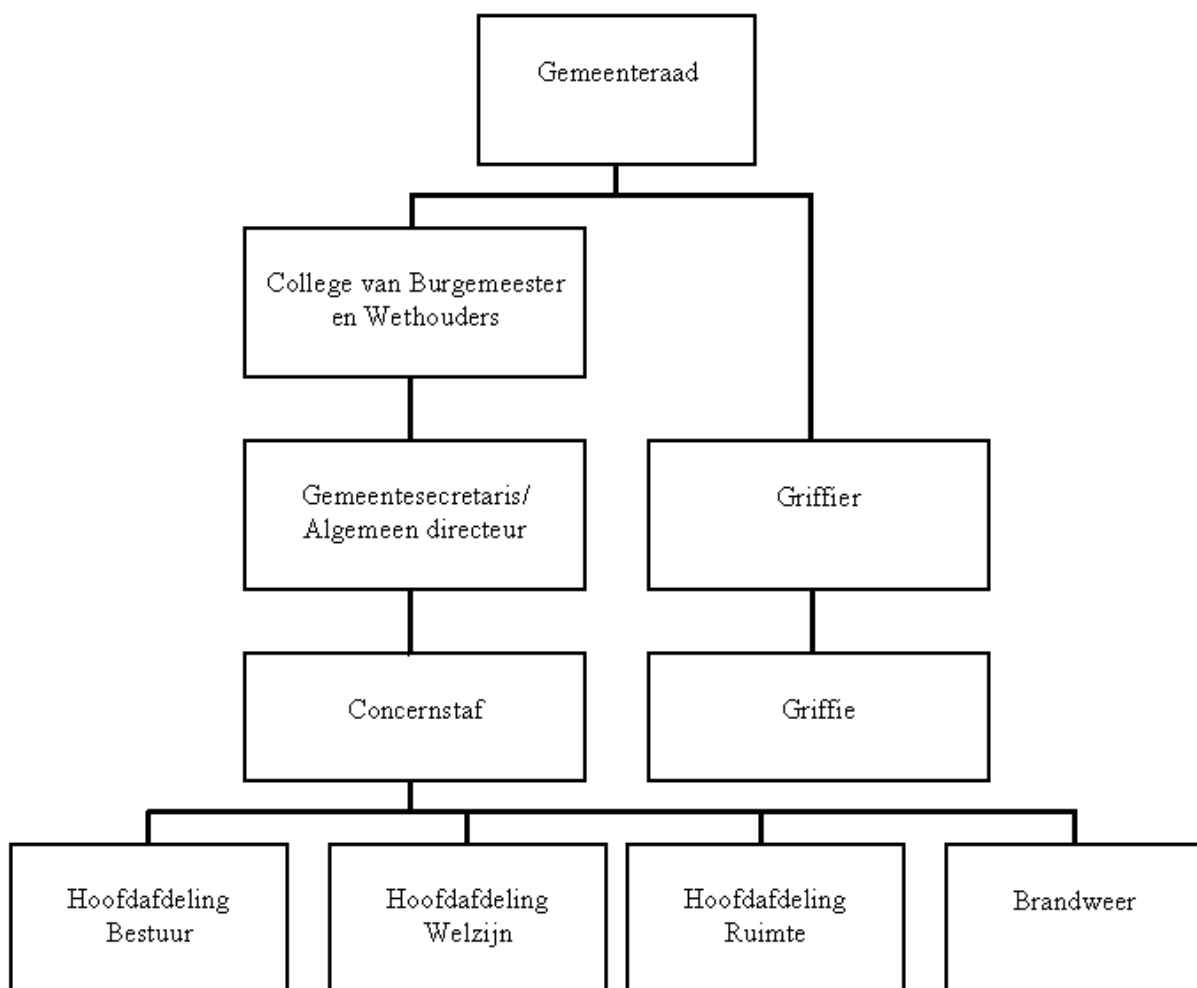 Gemeenteraad
College van Burgemeester
en Wethouders
Gemeentesecretaris/
Algemeen directeur
Griffier
Concernstaf
Griffie
Hoofdafdeling
Bestuur
Hoofdafdeling
Welzijn
Hoofdafdeling
Ruimte
Brandweer